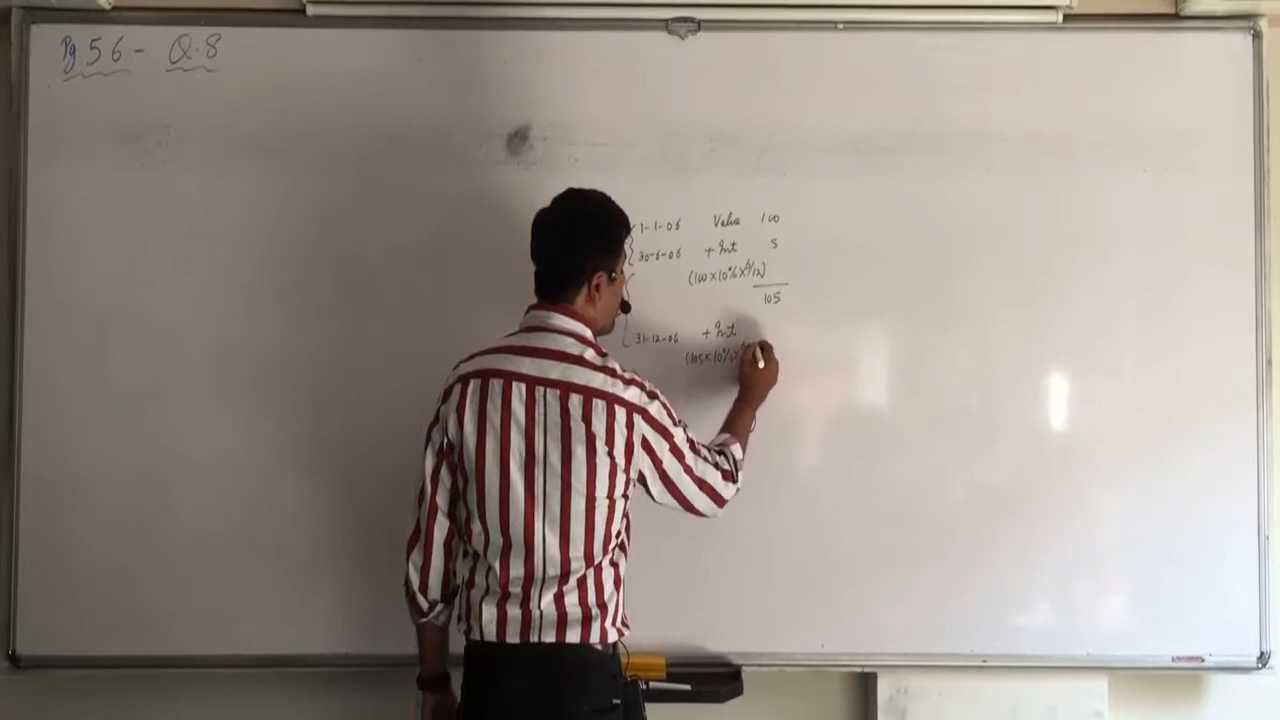 Pg 56 - Q.8
1-1-06 Value 100
30-6-06 + Int 5
(100 x 10% x 6/12)
105
31-12-06 + Int
(105 x 10% x